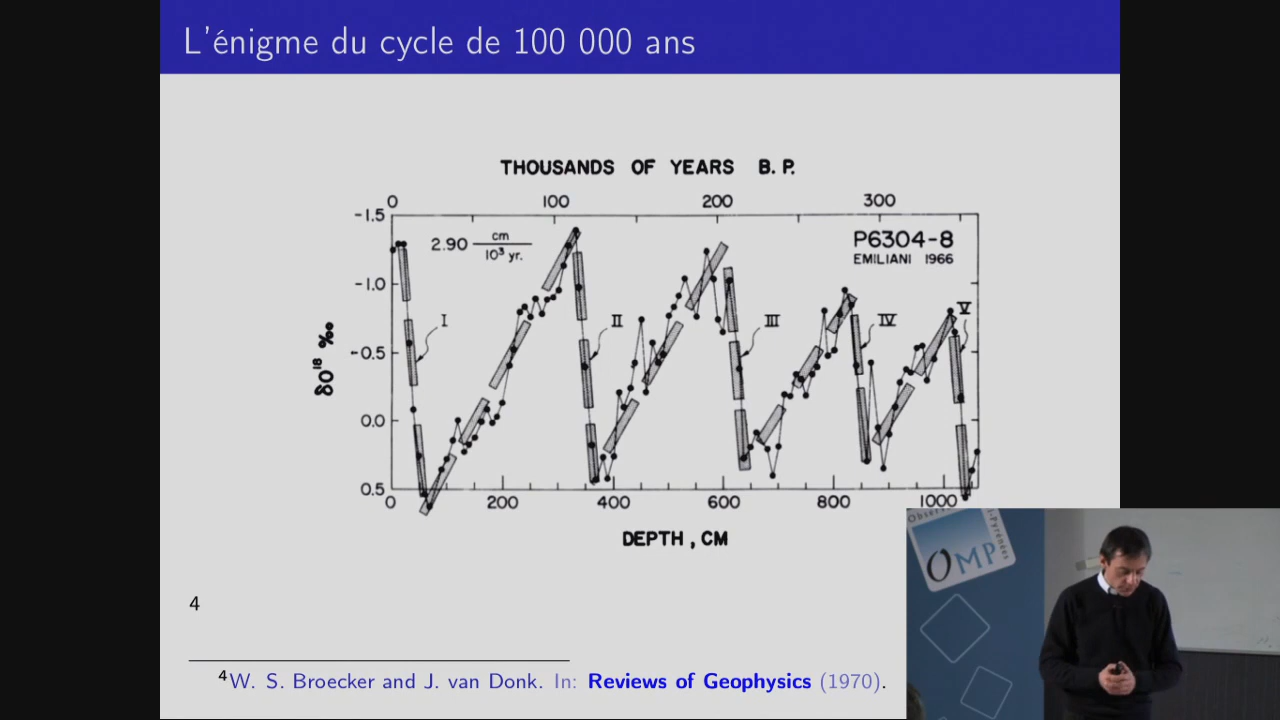 L'énigme du cycle de 100 000 ans
THOUSANDS OF YEARS B. P.
0 100 200 300
-1.5
2.90 cm / 10³ yr.
P6304-8
EMILIANI 1966
-1.0
I II III IV V
-0.5
δO¹⁸ ‰
0.0
0.5
0 200 400 600 800 1000
DEPTH , CM
4
⁴W. S. Broecker and J. van Donk. In: Reviews of Geophysics (1970).
OMP